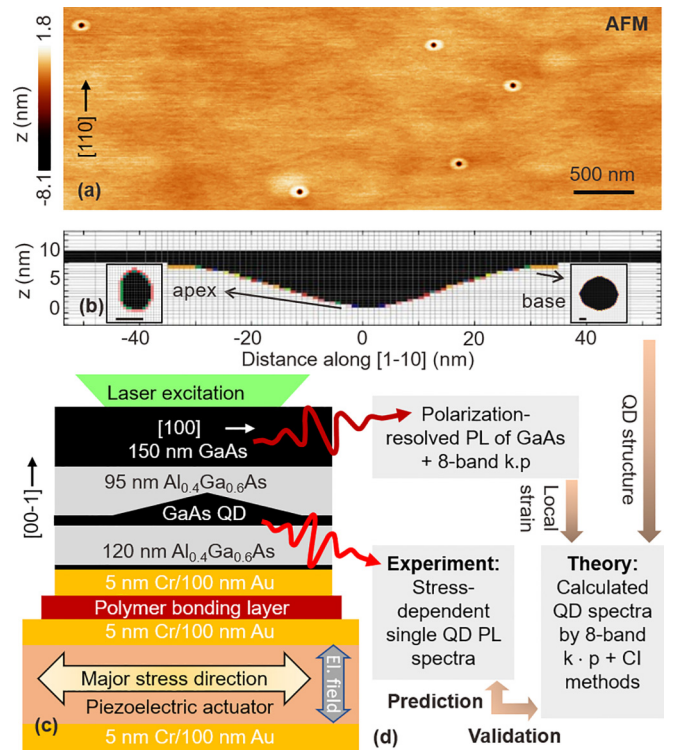 1.8
z (nm)
-8.1
[110]
AFM
(a)
500 nm
z (nm)
10
5
0
(b)
apex
base
-40
-20
0
20
40
Distance along [1-10] (nm)
Laser excitation
[100]
150 nm GaAs
[00-1]
95 nm Al0.4Ga0.6As
GaAs QD
120 nm Al0.4Ga0.6As
5 nm Cr/100 nm Au
Polymer bonding layer
5 nm Cr/100 nm Au
Major stress direction
Piezoelectric actuator
El. field
(c)
5 nm Cr/100 nm Au
Polarization-
resolved PL of GaAs
+ 8-band k.p
Local
strain
QD structure
Experiment:
Stress-
dependent
single QD PL
spectra
Theory:
Calculated
QD spectra
by 8-band
k · p + CI
methods
Prediction
Validation
(d)